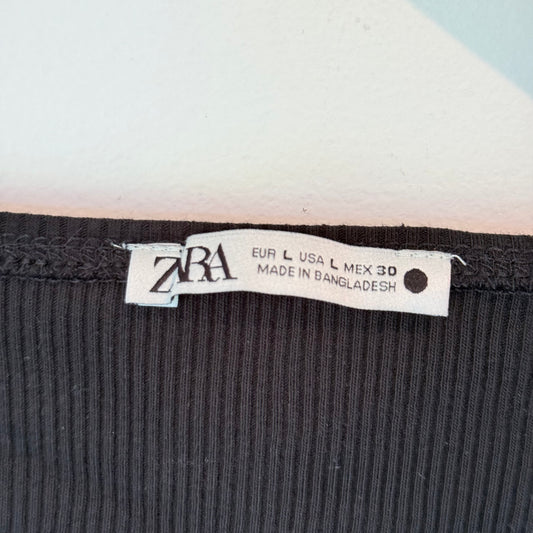 ZARA
EUR L USA L MEX 30
MADE IN BANGLADESH